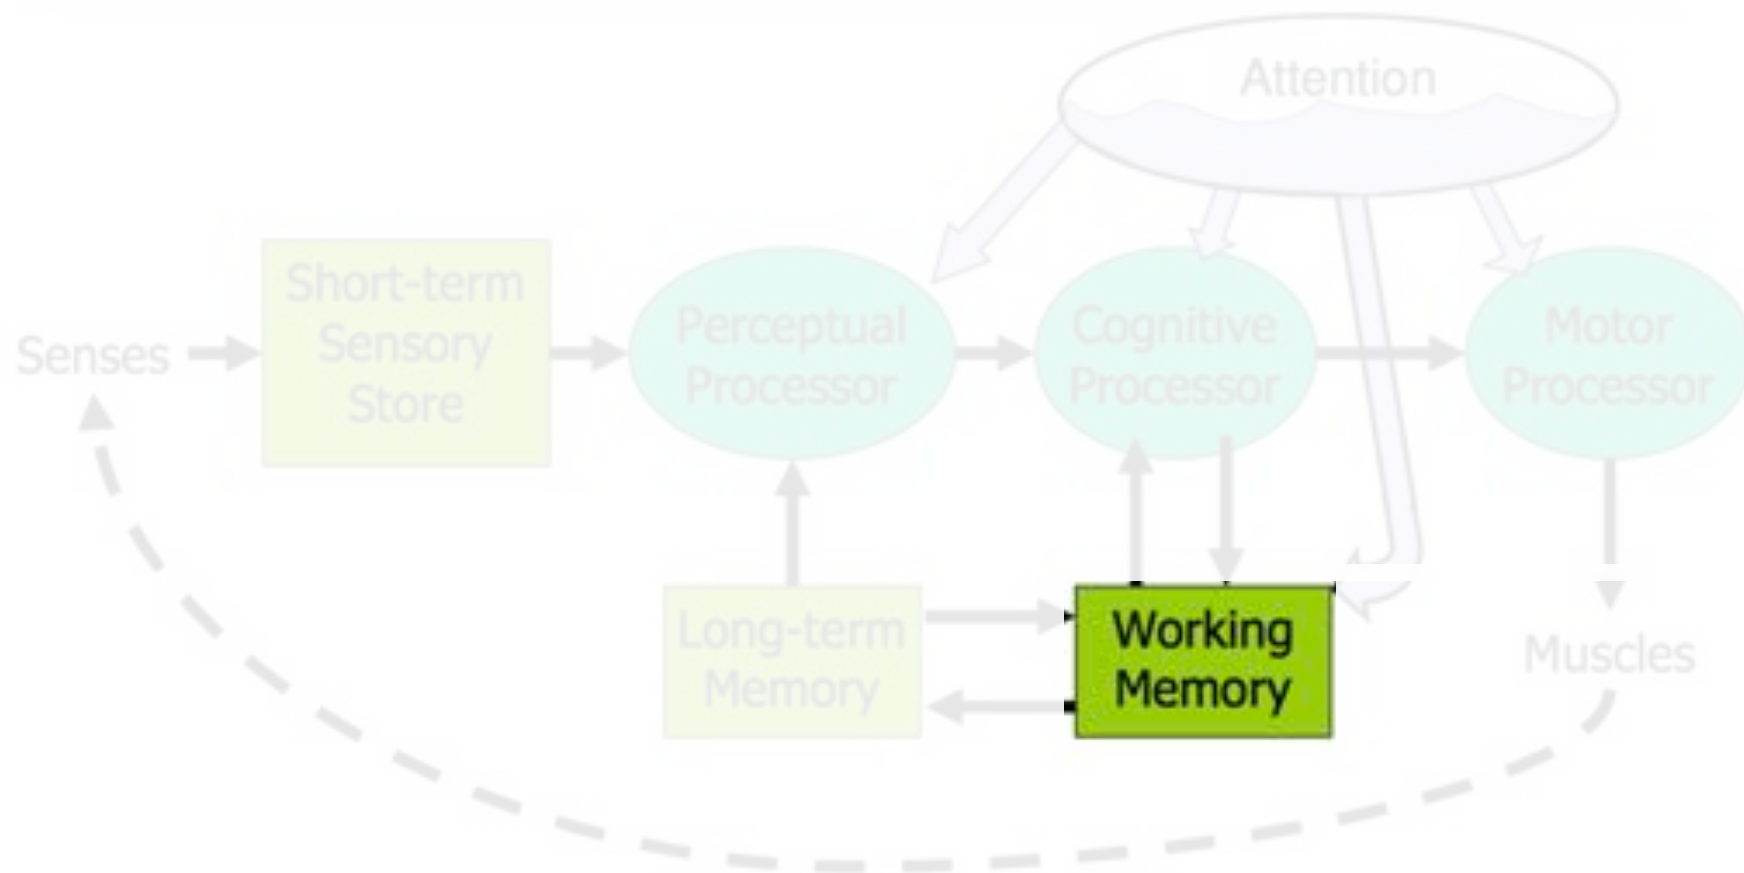 Attention
Short-term
Sensory
Store
Senses
Perceptual
Processor
Cognitive
Processor
Motor
Processor
Long-term
Memory
Working
Memory
Muscles